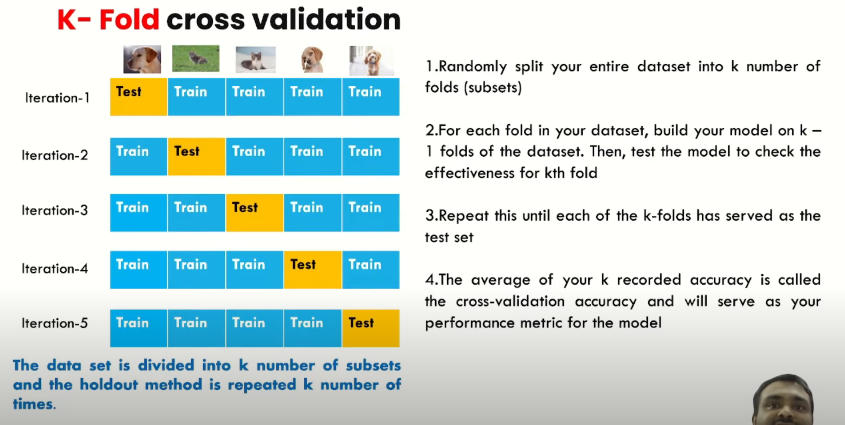 K- Fold cross validation
Iteration-1 Test Train Train Train Train
Iteration-2 Train Test Train Train Train
Iteration-3 Train Train Test Train Train
Iteration-4 Train Train Train Test Train
Iteration-5 Train Train Train Train Test
The data set is divided into k number of subsets
and the holdout method is repeated k number of
times.
1.Randomly split your entire dataset into k number of
folds (subsets)
2.For each fold in your dataset, build your model on k –
1 folds of the dataset. Then, test the model to check the
effectiveness for kth fold
3.Repeat this until each of the k-folds has served as the
test set
4.The average of your k recorded accuracy is called
the cross-validation accuracy and will serve as your
performance metric for the model